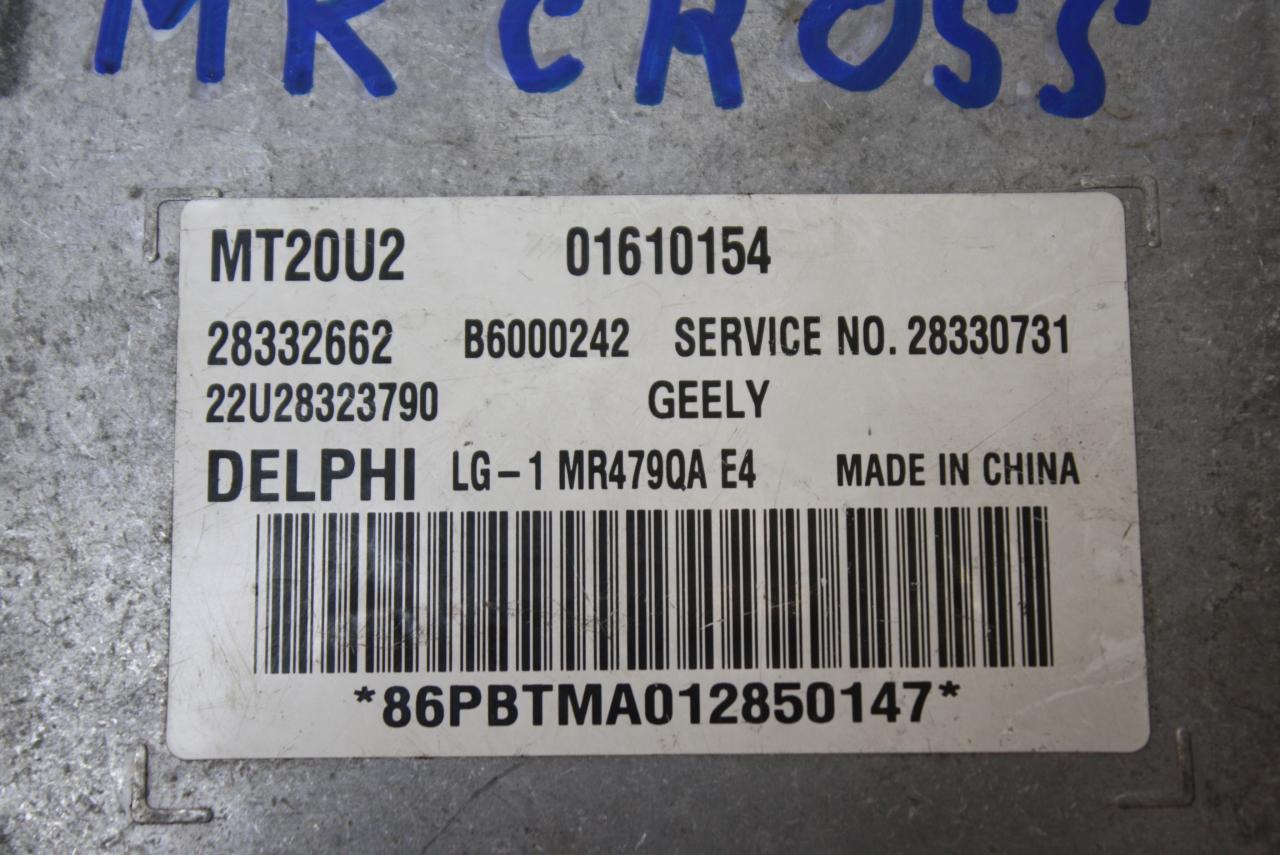 MR CROSS
MT20U2 01610154
28332662 B6000242 SERVICE NO. 28330731
22U28323790 GEELY
DELPHI LG-1 MR479QA E4 MADE IN CHINA
*86PBTMA012850147*